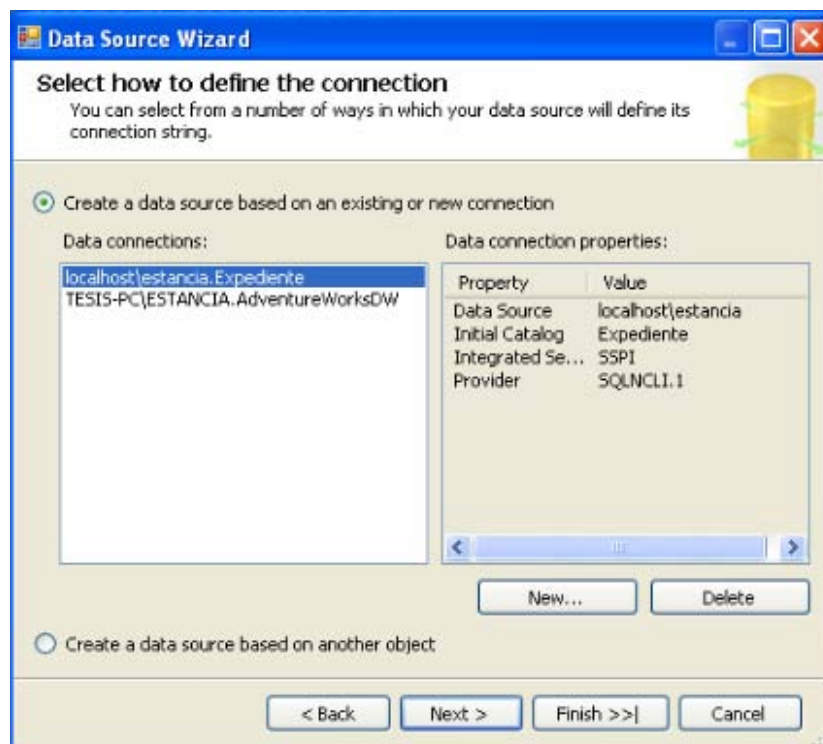 Data Source Wizard
Select how to define the connection
You can select from a number of ways in which your data source will define its
connection string.
Create a data source based on an existing or new connection
Data connections:
localhost\estancia.Expediente
TESIS-PC\ESTANCIA.AdventureWorksDW
Data connection properties:
Property Value
Data Source localhost\estancia
Initial Catalog Expediente
Integrated Se... SSPI
Provider SQLNCLI.1
New... Delete
Create a data source based on another object
< Back Next > Finish >>| Cancel